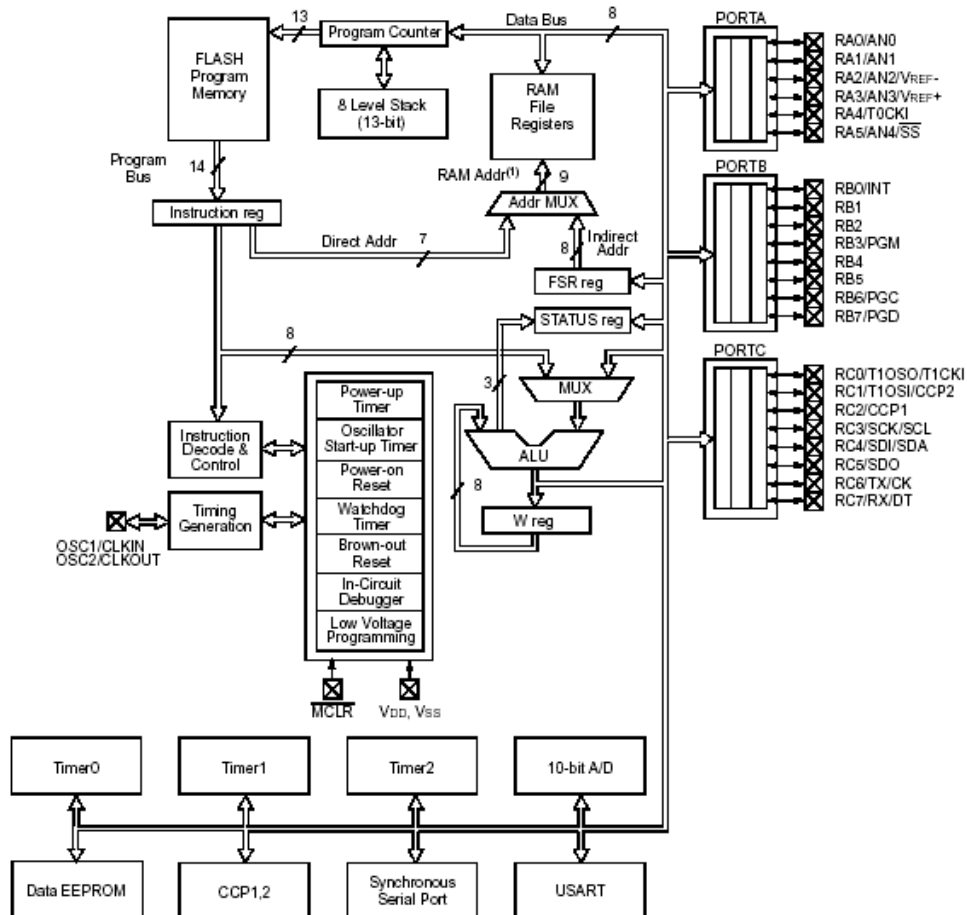 13
Program Counter
Data Bus
8
PORTA
FLASH
Program
Memory
8 Level Stack
(13-bit)
RAM
File
Registers
RA0/AN0
RA1/AN1
RA2/AN2/VREF-
RA3/AN3/VREF+
RA4/T0CKI
RA5/AN4/SS
Program
Bus
14
RAM Addr(1)
9
PORTB
Instruction reg
Addr MUX
Direct Addr
7
8
Indirect
Addr
FSR reg
RB0/INT
RB1
RB2
RB3/PGM
RB4
RB5
RB6/PGC
RB7/PGD
STATUS reg
8
3
MUX
PORTC
Power-up
Timer
Oscillator
Start-up Timer
Power-on
Reset
Watchdog
Timer
Brown-out
Reset
In-Circuit
Debugger
Low Voltage
Programming
Instruction
Decode &
Control
ALU
8
W reg
RC0/T1OSO/T1CKI
RC1/T1OSI/CCP2
RC2/CCP1
RC3/SCK/SCL
RC4/SDI/SDA
RC5/SDO
RC6/TX/CK
RC7/RX/DT
Timing
Generation
OSC1/CLKIN
OSC2/CLKOUT
MCLR
VDD, VSS
Timer0
Timer1
Timer2
10-bit A/D
Data EEPROM
CCP1,2
Synchronous
Serial Port
USART